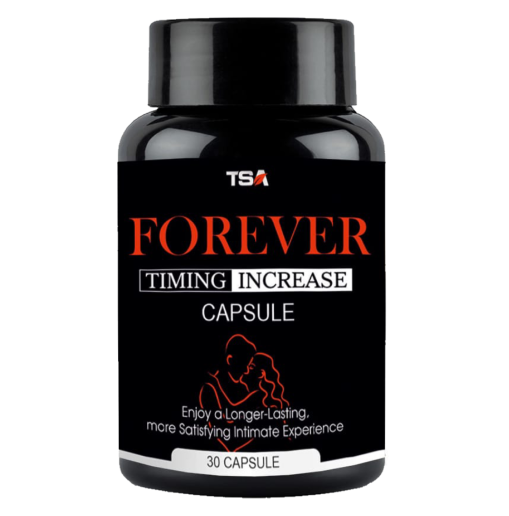 TSA
FOREVER
TIMING INCREASE
CAPSULE
Enjoy a Longer-Lasting,
more Satisfying Intimate Experience
30 CAPSULE